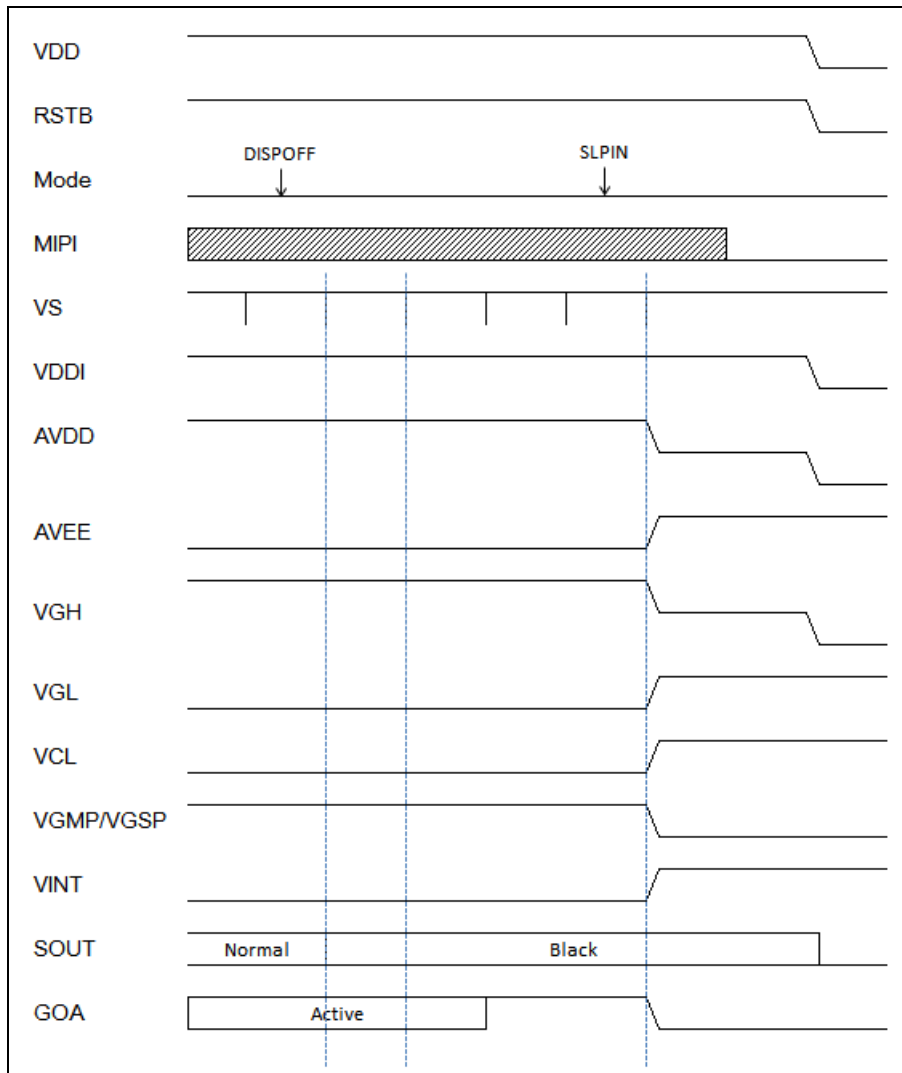 VDD
RSTB
DISPOFF
SLPIN
Mode
MIPI
VS
VDDI
AVDD
AVEE
VGH
VGL
VCL
VGMP/VGSP
VINT
SOUT
Normal
Black
GOA
Active